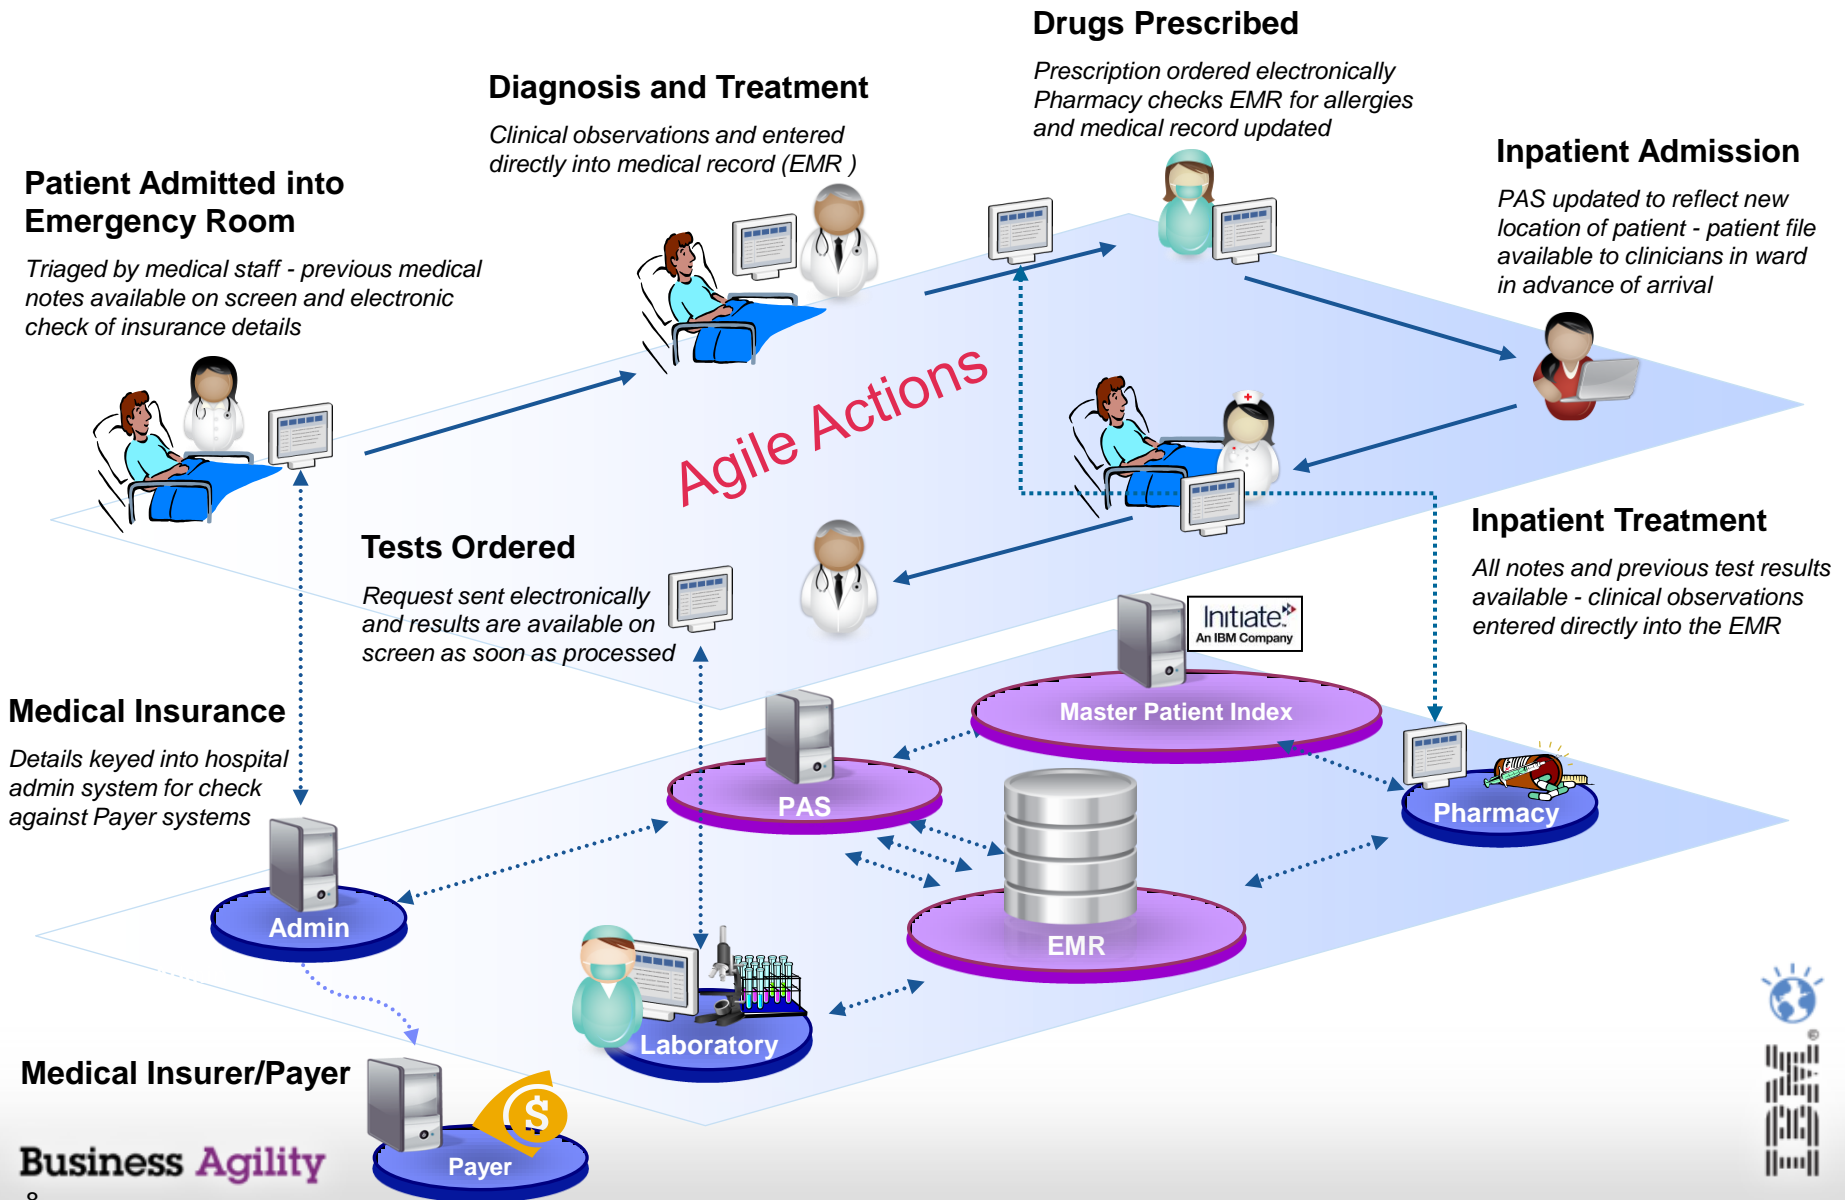 Drugs Prescribed
Prescription ordered electronically
Pharmacy checks EMR for allergies
and medical record updated
Diagnosis and Treatment
Clinical observations and entered
directly into medical record (EMR )
Inpatient Admission
PAS updated to reflect new
location of patient - patient file
available to clinicians in ward
in advance of arrival
Patient Admitted into
Emergency Room
Triaged by medical staff - previous medical
notes available on screen and electronic
check of insurance details
Agile Actions
Tests Ordered
Request sent electronically
and results are available on
screen as soon as processed
Inpatient Treatment
All notes and previous test results
available - clinical observations
entered directly into the EMR
Initiate
An IBM Company
Master Patient Index
Medical Insurance
Details keyed into hospital
admin system for check
against Payer systems
PAS
Pharmacy
Admin
EMR
Laboratory
Medical Insurer/Payer
$
Payer
Business Agility
8
IBM®